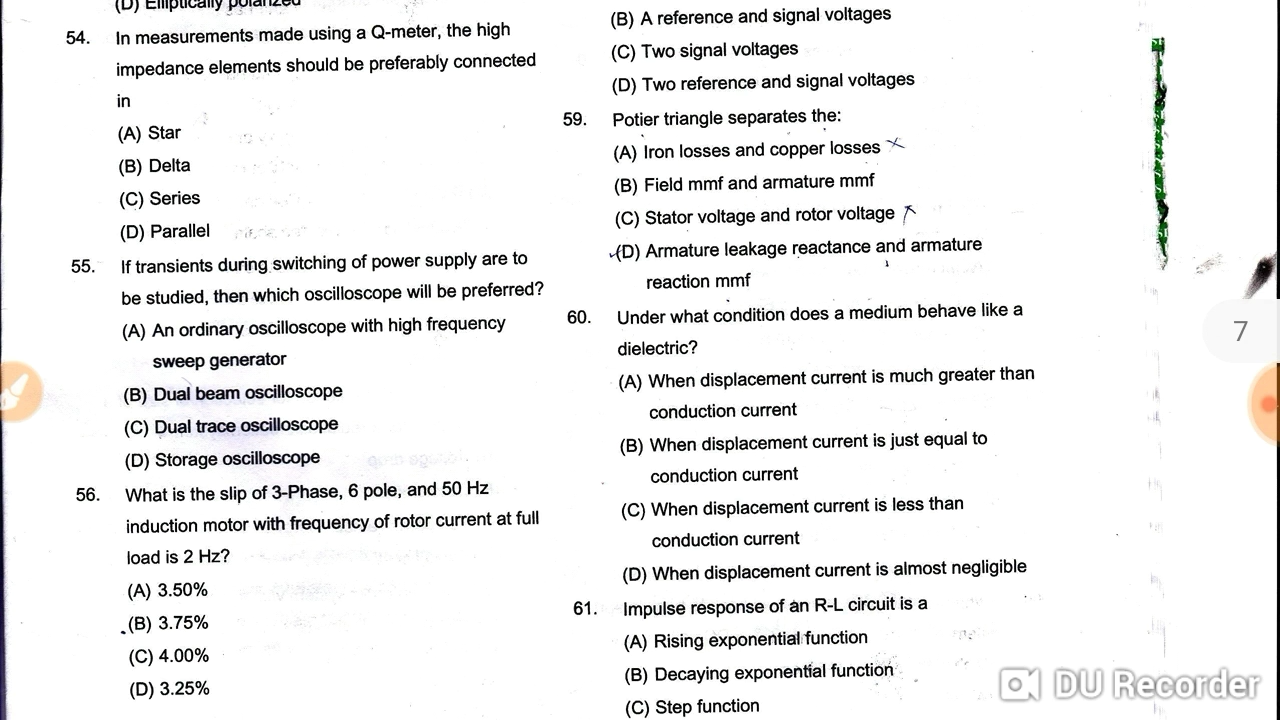 (D) Elliptically polarized
54. In measurements made using a Q-meter, the high
impedance elements should be preferably connected
in
(A) Star
(B) Delta
(C) Series
(D) Parallel
55. If transients during switching of power supply are to
be studied, then which oscilloscope will be preferred?
(A) An ordinary oscilloscope with high frequency
sweep generator
(B) Dual beam oscilloscope
(C) Dual trace oscilloscope
(D) Storage oscilloscope
56. What is the slip of 3-Phase, 6 pole, and 50 Hz
induction motor with frequency of rotor current at full
load is 2 Hz?
(A) 3.50%
(B) 3.75%
(C) 4.00%
(D) 3.25%
(B) A reference and signal voltages
(C) Two signal voltages
(D) Two reference and signal voltages
59. Potier triangle separates the:
(A) Iron losses and copper losses
(B) Field mmf and armature mmf
(C) Stator voltage and rotor voltage
(D) Armature leakage reactance and armature
reaction mmf
60. Under what condition does a medium behave like a
dielectric?
(A) When displacement current is much greater than
conduction current
(B) When displacement current is just equal to
conduction current
(C) When displacement current is less than
conduction current
(D) When displacement current is almost negligible
61. Impulse response of an R-L circuit is a
(A) Rising exponential function
(B) Decaying exponential function
(C) Step function
7
DU Recorder